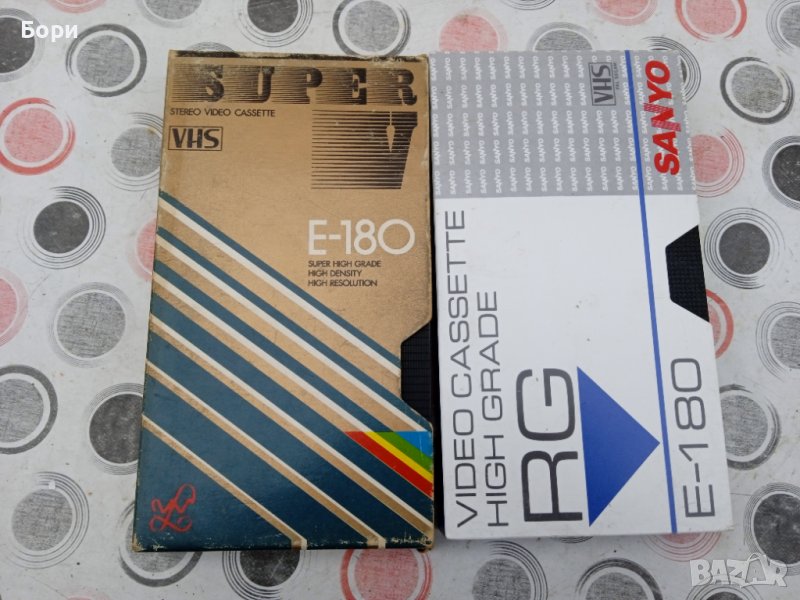 Бори
SUPER
STEREO VIDEO CASSETTE
VHS
V
E-180
SUPER HIGH GRADE
HIGH DENSITY
HIGH RESOLUTION
VHS
SANYO
VIDEO CASSETTE
HIGH GRADE
RG
E-180
BAZAR